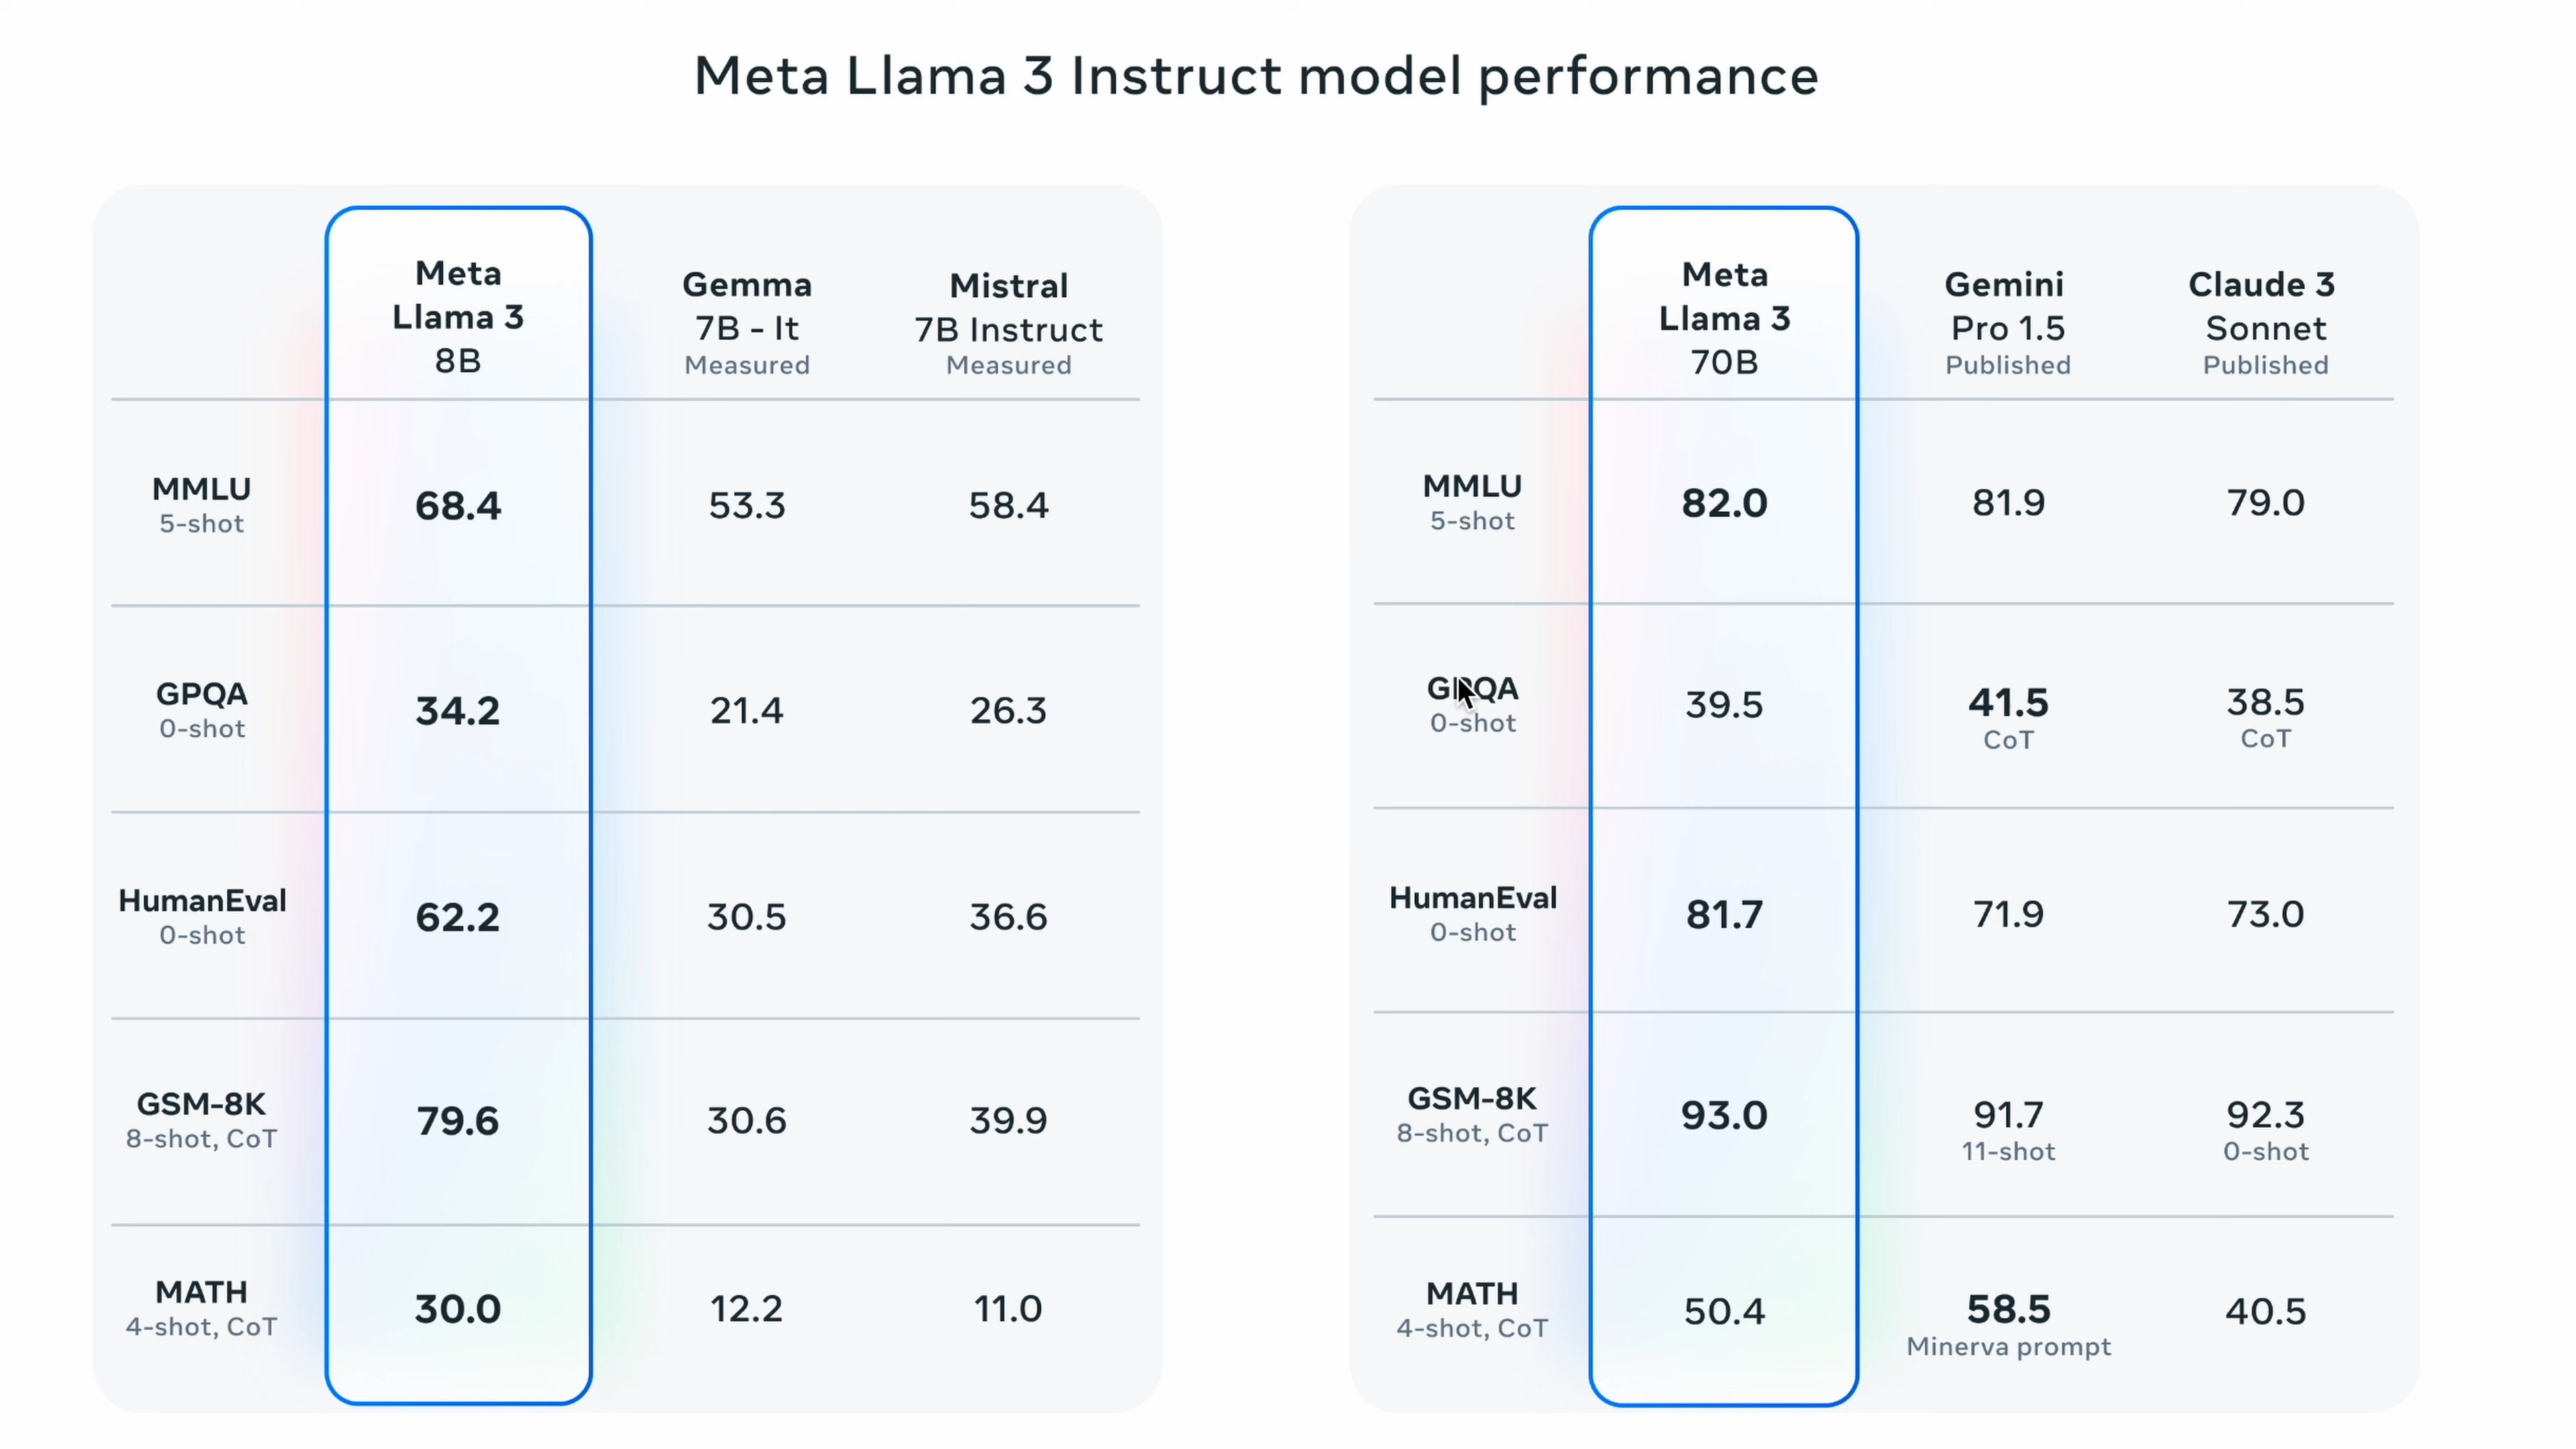 Meta Llama 3 Instruct model performance
Meta
Llama 3
8B
Gemma
7B - It
Measured
Mistral
7B Instruct
Measured
MMLU
5-shot
68.4
53.3
58.4
GPQA
0-shot
34.2
21.4
26.3
HumanEval
0-shot
62.2
30.5
36.6
GSM-8K
8-shot, CoT
79.6
30.6
39.9
MATH
4-shot, CoT
30.0
12.2
11.0
Meta
Llama 3
70B
Gemini
Pro 1.5
Published
Claude 3
Sonnet
Published
MMLU
5-shot
82.0
81.9
79.0
GPQA
0-shot
39.5
41.5
CoT
38.5
CoT
HumanEval
0-shot
81.7
71.9
73.0
GSM-8K
8-shot, CoT
93.0
91.7
11-shot
92.3
0-shot
MATH
4-shot, CoT
50.4
58.5
Minerva prompt
40.5